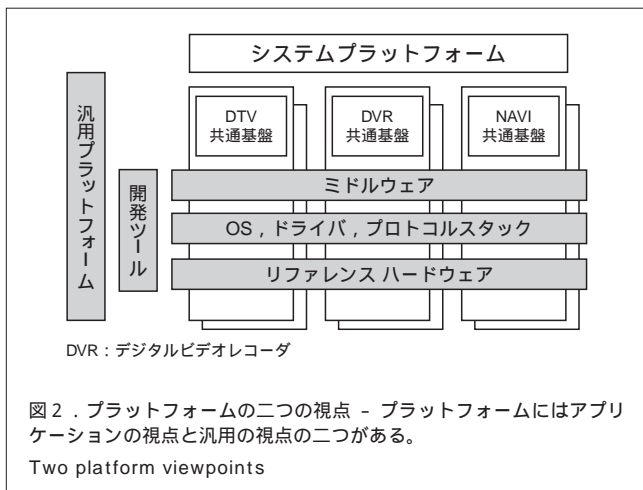 システムプラットフォーム
汎用プラットフォーム
開発ツール
DTV
共通基盤
DVR
共通基盤
NAVI
共通基盤
ミドルウェア
OS，ドライバ，プロトコルスタック
リファレンス ハードウェア
DVR：デジタルビデオレコーダ
図２．プラットフォームの二つの視点 － プラットフォームにはアプリ
ケーションの視点と汎用の視点の二つがある。
Two platform viewpoints